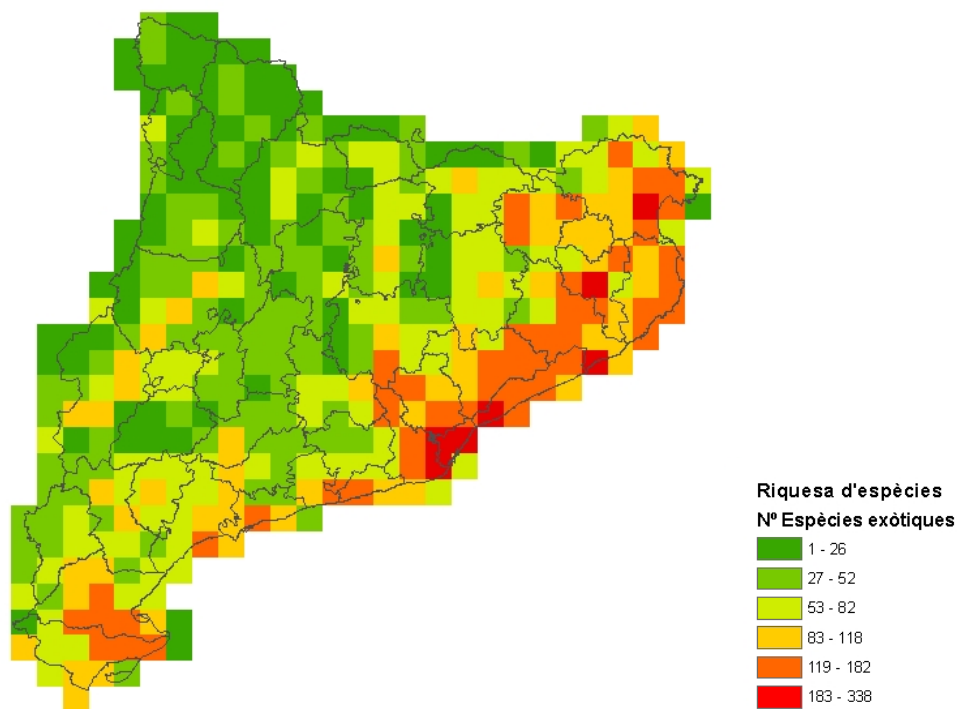 Riquesa d'espècies
Nº Espècies exòtiques
1 - 26
27 - 52
53 - 82
83 - 118
119 - 182
183 - 338